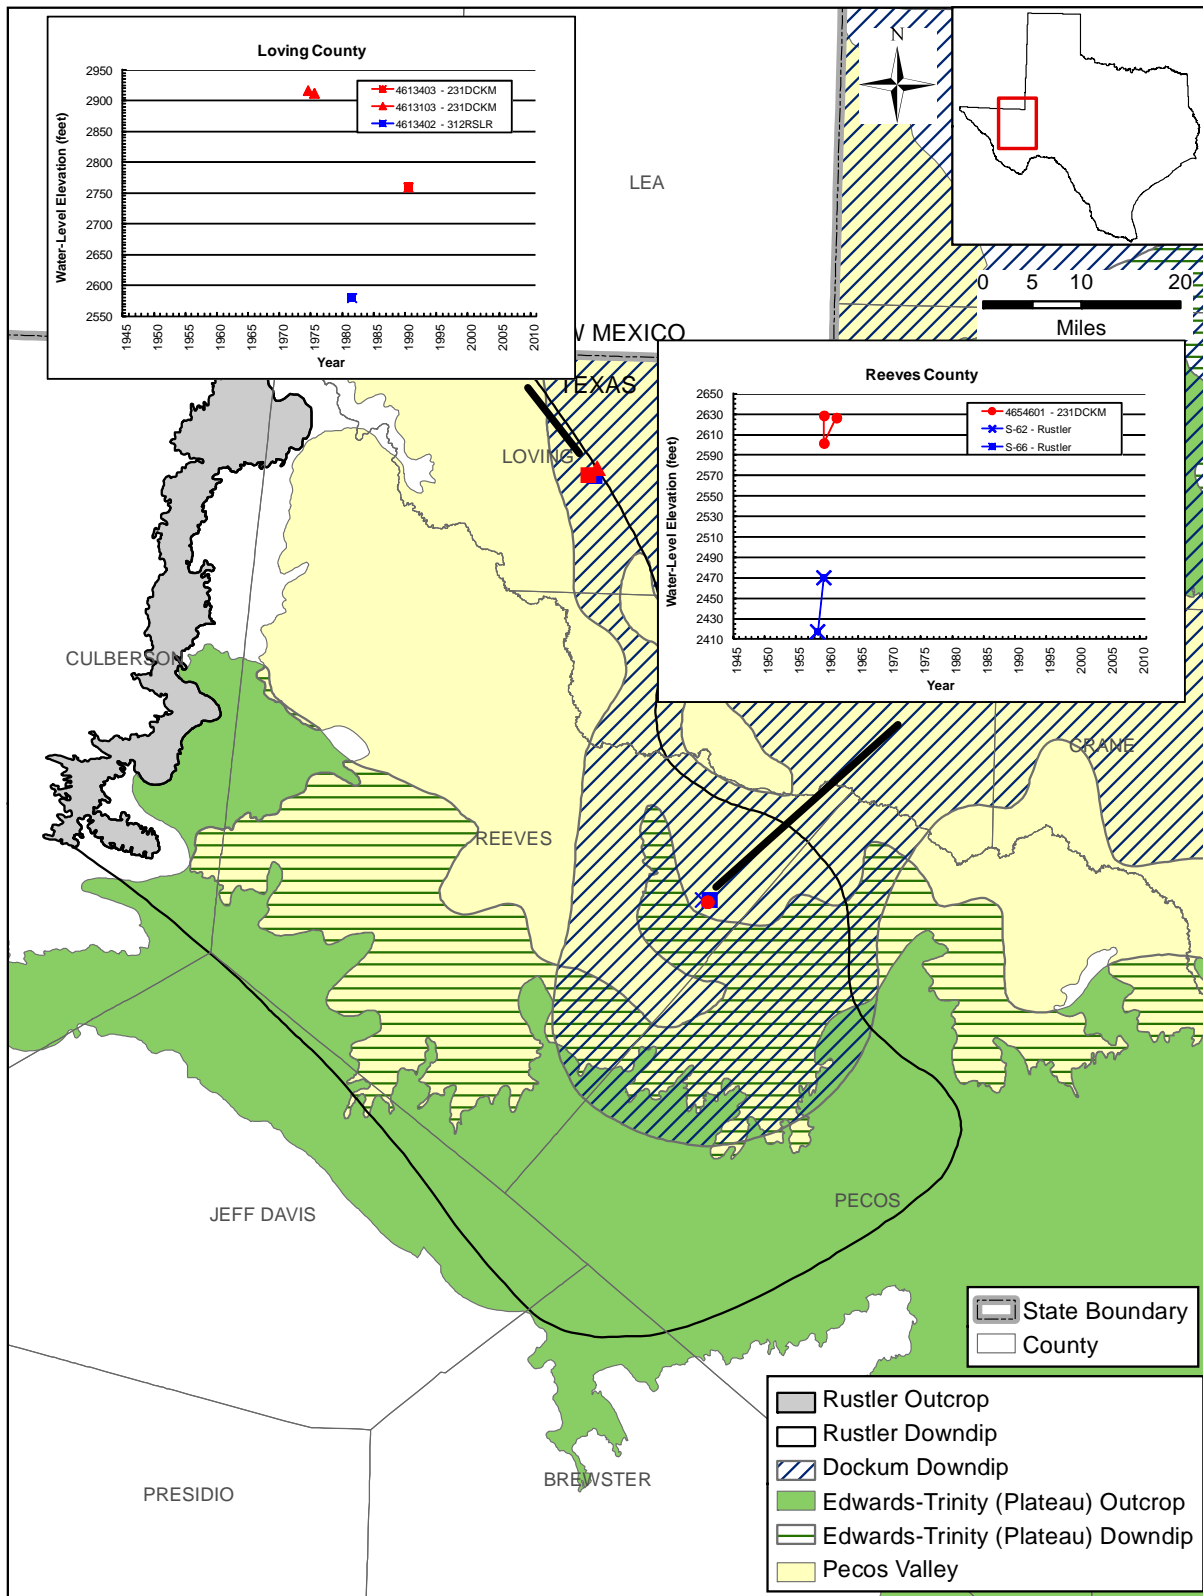 Loving County
Water-Level Elevation (feet)
2950
2900
2850
2800
2750
2700
2650
2600
2550
4613403 - 231DCKM
4613103 - 231DCKM
4613402 - 312RSLR
1945 1950 1955 1960 1965 1970 1975 1980 1985 1990 1995 2000 2005 2010
Year
N
LEA
0 5 10 20
Miles
W MEXICO
TEXAS
LOVING
Reeves County
Water-Level Elevation (feet)
2650
2630
2610
2590
2570
2550
2530
2510
2490
2470
2450
2430
2410
4654601 - 231DCKM
S-62 - Rustler
S-66 - Rustler
1945 1950 1955 1960 1965 1970 1975 1980 1985 1990 1995 2000 2005 2010
Year
CULBERSON
CRANE
REEVES
PECOS
JEFF DAVIS
BREWSTER
PRESIDIO
State Boundary
County
Rustler Outcrop
Rustler Downdip
Dockum Downdip
Edwards-Trinity (Plateau) Outcrop
Edwards-Trinity (Plateau) Downdip
Pecos Valley